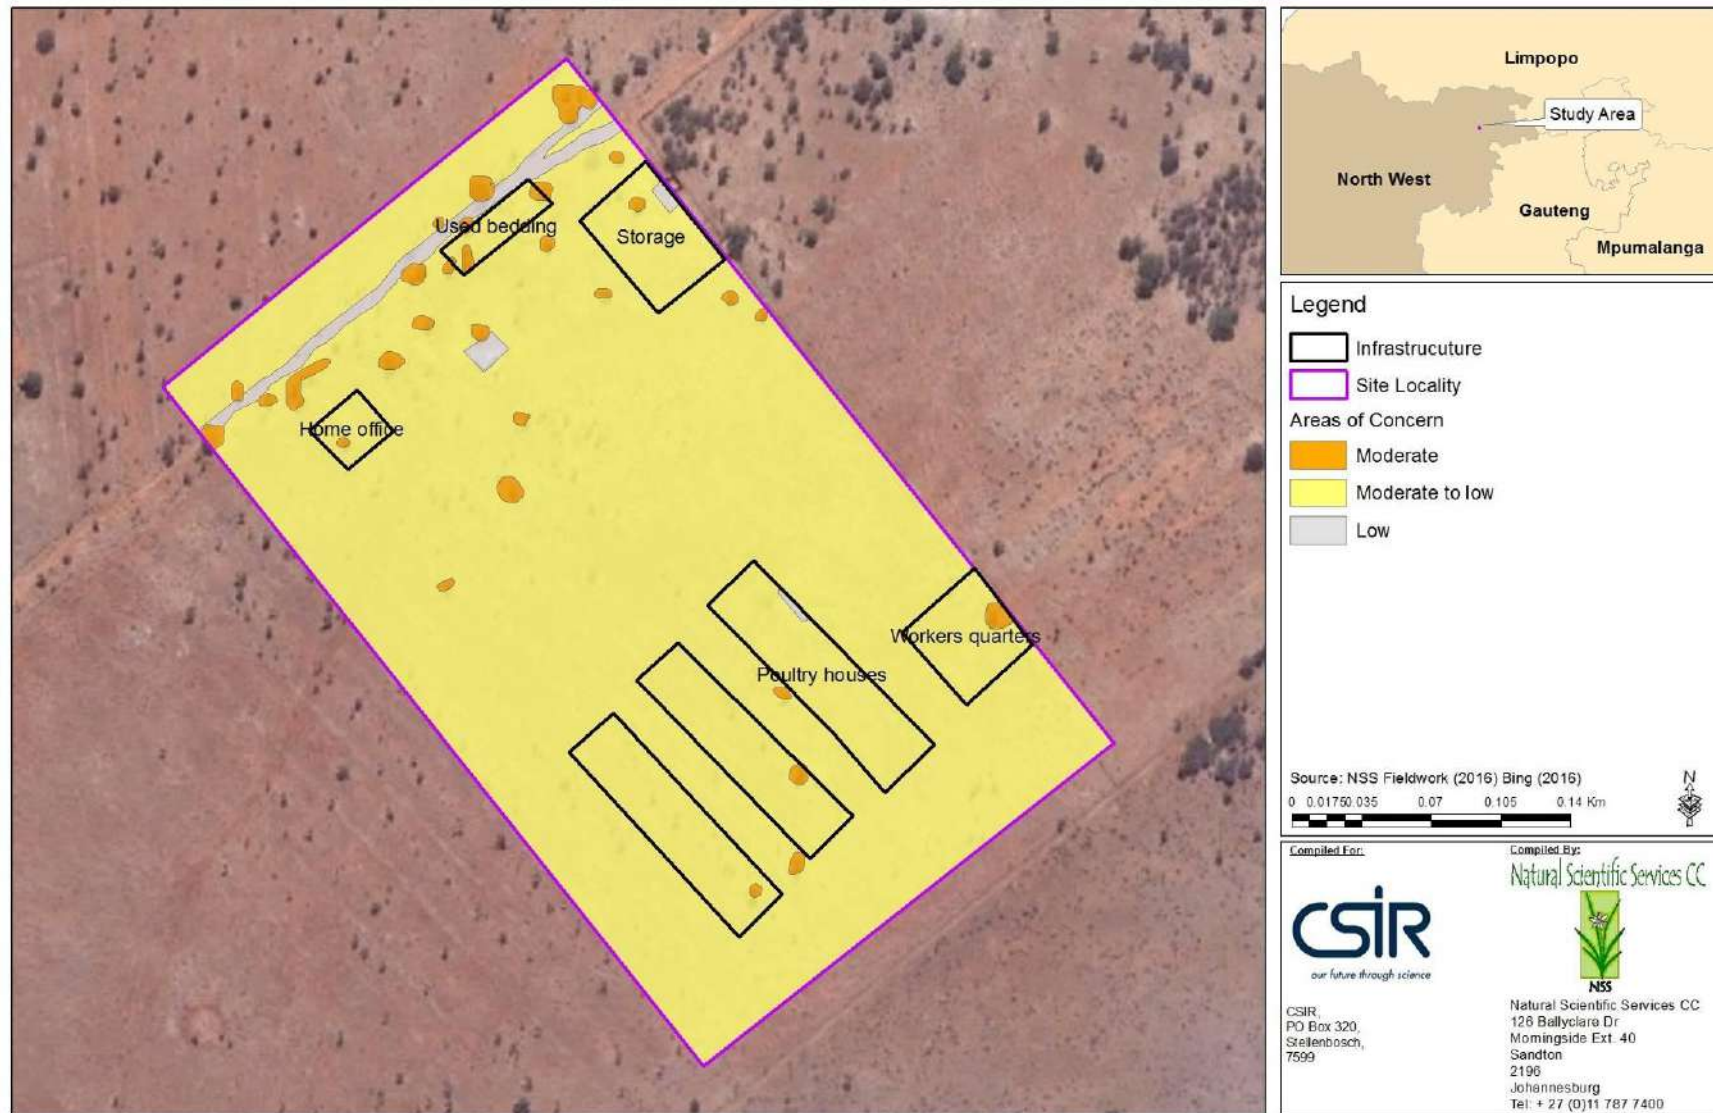 Used bedding
Storage
Home office
Workers quarters
Poultry houses
Limpopo
Study Area
North West
Gauteng
Mpumalanga
Legend
Infrastrucuture
Site Locality
Areas of Concern
Moderate
Moderate to low
Low
Source: NSS Fieldwork (2016) Bing (2016)
0 0.01750.035 0.07 0.105 0.14 Km
N
Compiled For:
CSIR
our future through science
CSIR,
PO Box 320,
Stellenbosch,
7599
Compiled By:
Natural Scientific Services CC
NSS
Natural Scientific Services CC
126 Ballyclare Dr
Morningside Ext. 40
Sandton
2196
Johannesburg
Tel: + 27 (0)11 787 7400